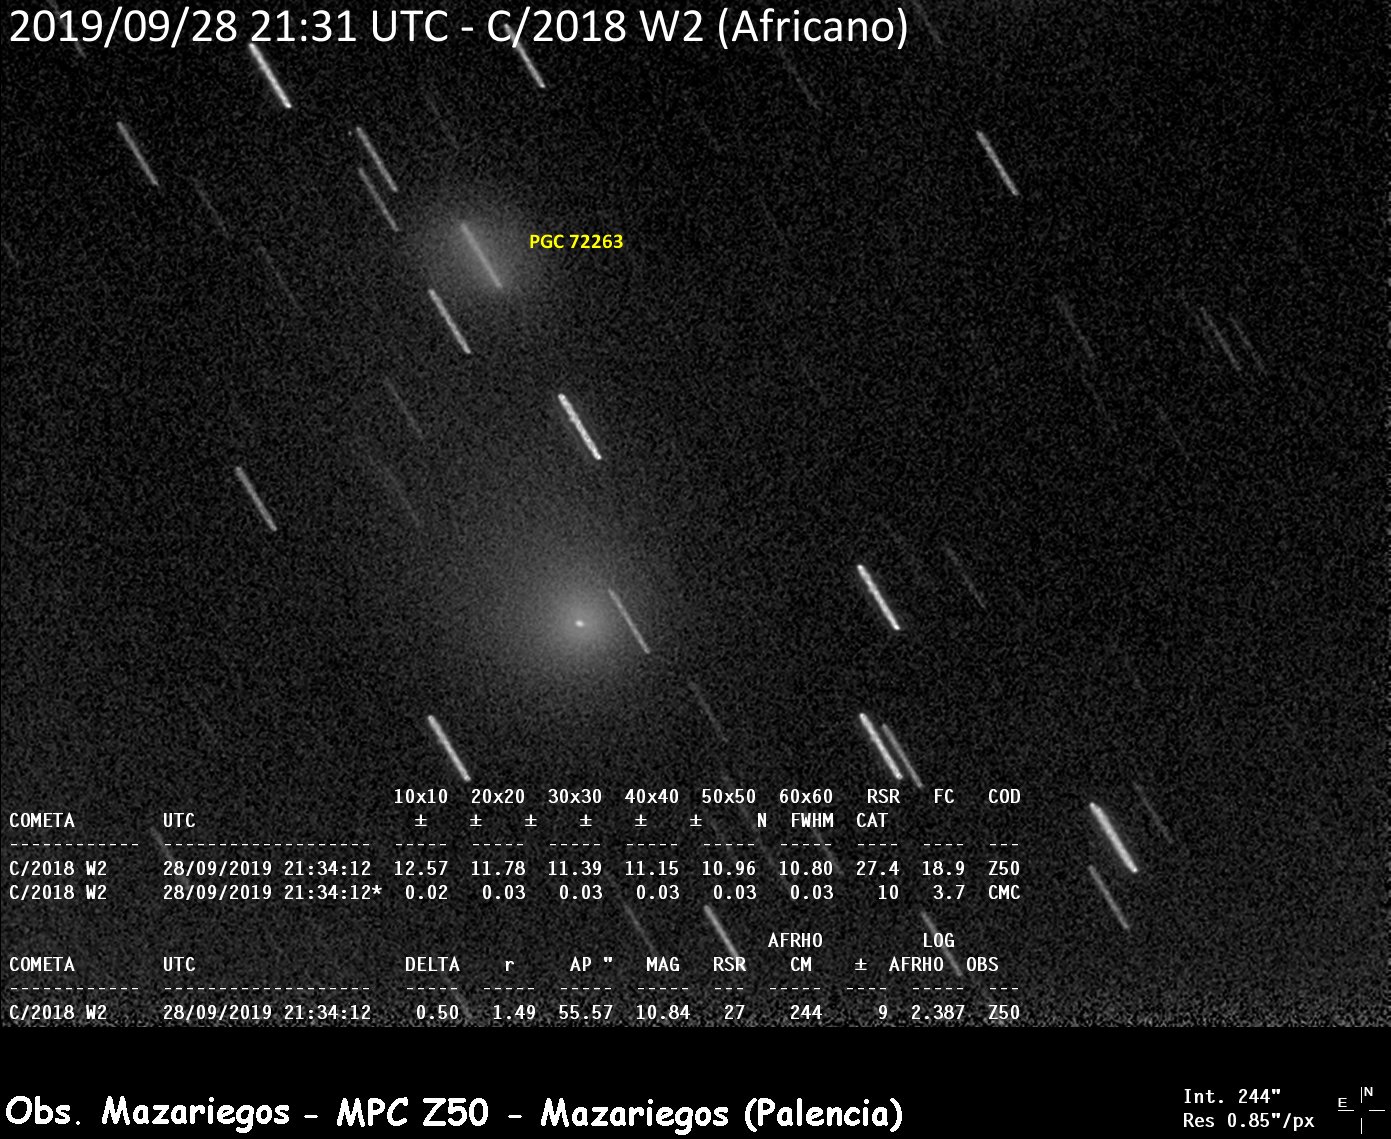 2019/09/28 21:31 UTC - C/2018 W2 (Africano)
PGC 72263
10x10 20x20 30x30 40x40 50x50 60x60 RSR FC COD
COMETA UTC ± ± ± ± ± ± N FWHM CAT
------------ ------------------- ----- ----- ----- ----- ----- ----- ---- ---- ---
C/2018 W2 28/09/2019 21:34:12 12.57 11.78 11.39 11.15 10.96 10.80 27.4 18.9 Z50
C/2018 W2 28/09/2019 21:34:12* 0.02 0.03 0.03 0.03 0.03 0.03 10 3.7 CMC
AFRHO LOG
COMETA UTC DELTA r AP " MAG RSR CM ± AFRHO OBS
------------ ------------------- ----- ----- ----- ----- --- ----- ---- ----- ---
C/2018 W2 28/09/2019 21:34:12 0.50 1.49 55.57 10.84 27 244 9 2.387 Z50
Obs. Mazariegos - MPC Z50 - Mazariegos (Palencia)
Int. 244"
Res 0.85"/px
N
E